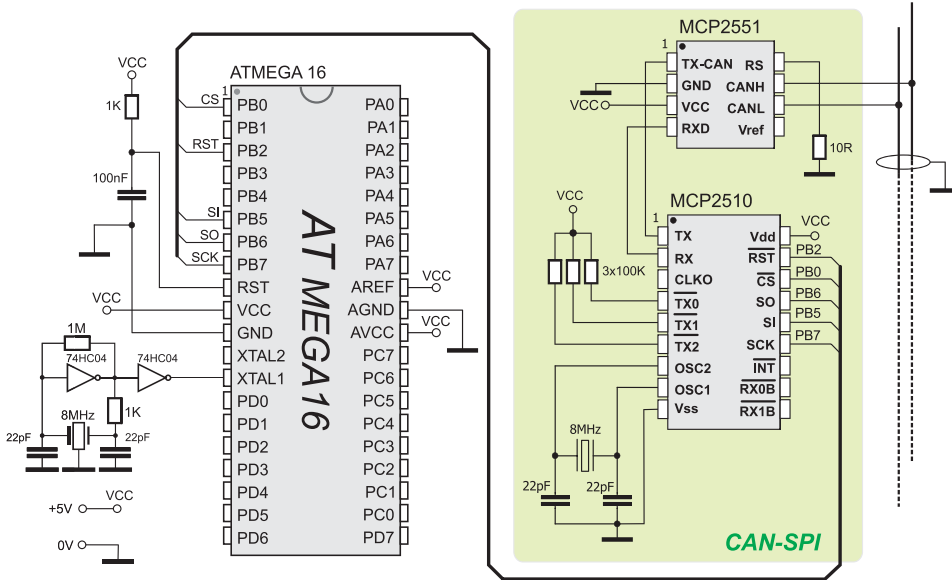 VCC
1K
100nF
VCC
1M
74HC04
74HC04
1K
8MHz
22pF
22pF
+5V
VCC
0V
ATMEGA 16
1
CS
RST
SI
SO
SCK
PB0
PB1
PB2
PB3
PB4
PB5
PB6
PB7
RST
VCC
GND
XTAL2
XTAL1
PD0
PD1
PD2
PD3
PD4
PD5
PD6
AT MEGA16
PA0
PA1
PA2
PA3
PA4
PA5
PA6
PA7
AREF
AGND
AVCC
PC7
PC6
PC5
PC4
PC3
PC2
PC1
PC0
PD7
VCC
VCC
MCP2551
1
TX-CAN
GND
VCC
RXD
RS
CANH
CANL
Vref
VCC
10R
VCC
3x100K
MCP2510
1
TX
RX
CLKO
TX0
TX1
TX2
OSC2
OSC1
Vss
Vdd
RST
CS
SO
SI
SCK
INT
RX0B
RX1B
VCC
PB2
PB0
PB6
PB5
PB7
8MHz
22pF
22pF
CAN-SPI